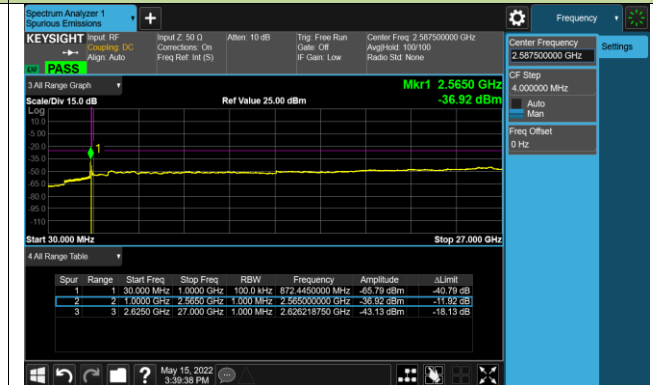 Spectrum Analyzer 1
Spurious Emissions
Frequency
KEYSIGHT
Input: RF
Coupling: DC
Align: Auto
Input Z: 50 Ω
Corrections: On
Freq Ref: Int (S)
Atten: 10 dB
Trig: Free Run
Gate: Off
IF Gain: Low
Center Freq: 2.587500000 GHz
Avg|Hold: 100/100
Radio Std: None
PASS
Center Frequency
2.587500000 GHz
Settings
CF Step
4.000000 MHz
Auto
Man
Freq Offset
0 Hz
3 All Range Graph
Mkr1 2.5650 GHz
Scale/Div 15.0 dB
Ref Value 25.00 dBm
-36.92 dBm
Log
10.0
-5.00
-20.0
-35.0
-50.0
-65.0
-80.0
-95.0
-110
1
Start 30.000 MHz
Stop 27.000 GHz
4 All Range Table
Spur Range Start Freq Stop Freq RBW Frequency Amplitude ΔLimit
1 1 30.000 MHz 1.0000 GHz 100.0 kHz 872.4450000 MHz -65.79 dBm -40.79 dB
2 2 1.0000 GHz 2.5650 GHz 1.000 MHz 2.565000000 GHz -36.92 dBm -11.92 dB
3 3 2.6250 GHz 27.000 GHz 1.000 MHz 2.626218750 GHz -43.13 dBm -18.13 dB
?
May 15, 2022
3:39:38 PM